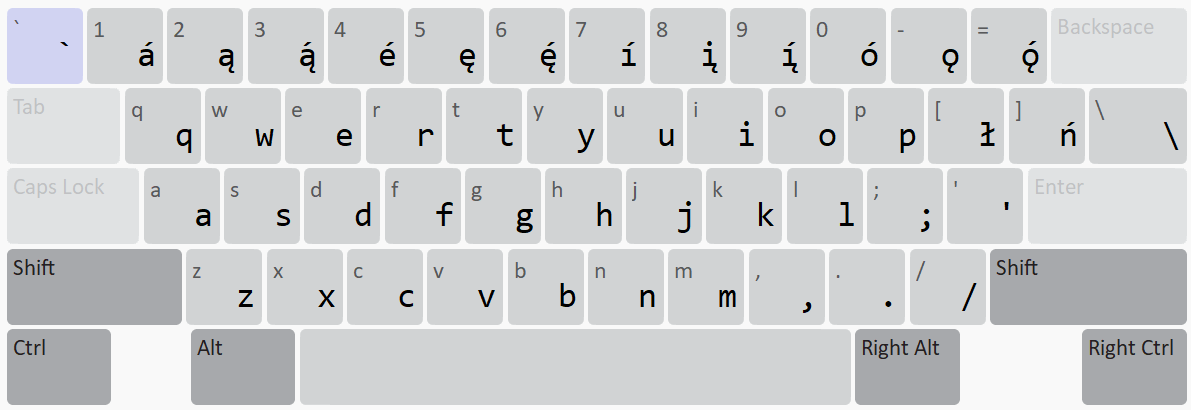 ` ` 1 á 2 ą 3 ą́ 4 é 5 ę 6 ę́ 7 í 8 į 9 į́ 0 ó - ǫ = ǫ́ Backspace
Tab q q w w e e r r t t y y u u i i o o p p [ ł ] ń \ \
Caps Lock a a s s d d f f g g h h j j k k l l ; ; ' ' Enter
Shift z z x x c c v v b b n n m m , , . . / / Shift
Ctrl Alt Right Alt Right Ctrl